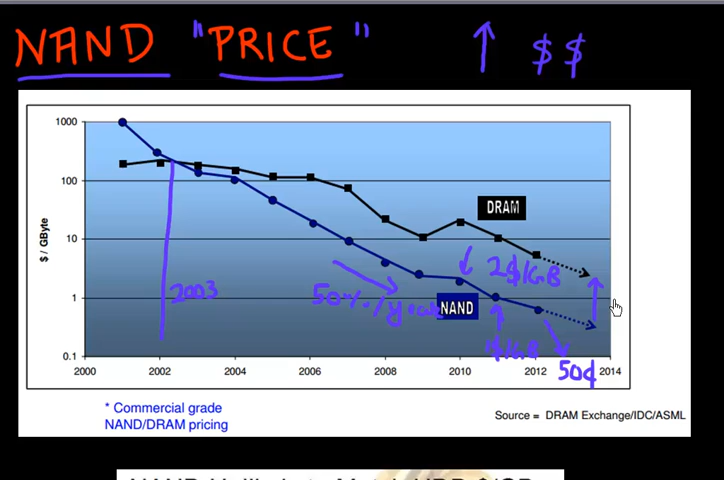 NAND "PRICE" ↑ $$
1000
100
10
1
0.1
$ / GByte
DRAM
2$/GB
2003
50%/year
NAND
1$/GB
50¢
2000 2002 2004 2006 2008 2010 2012 2014
* Commercial grade
NAND/DRAM pricing
Source = DRAM Exchange/IDC/ASML